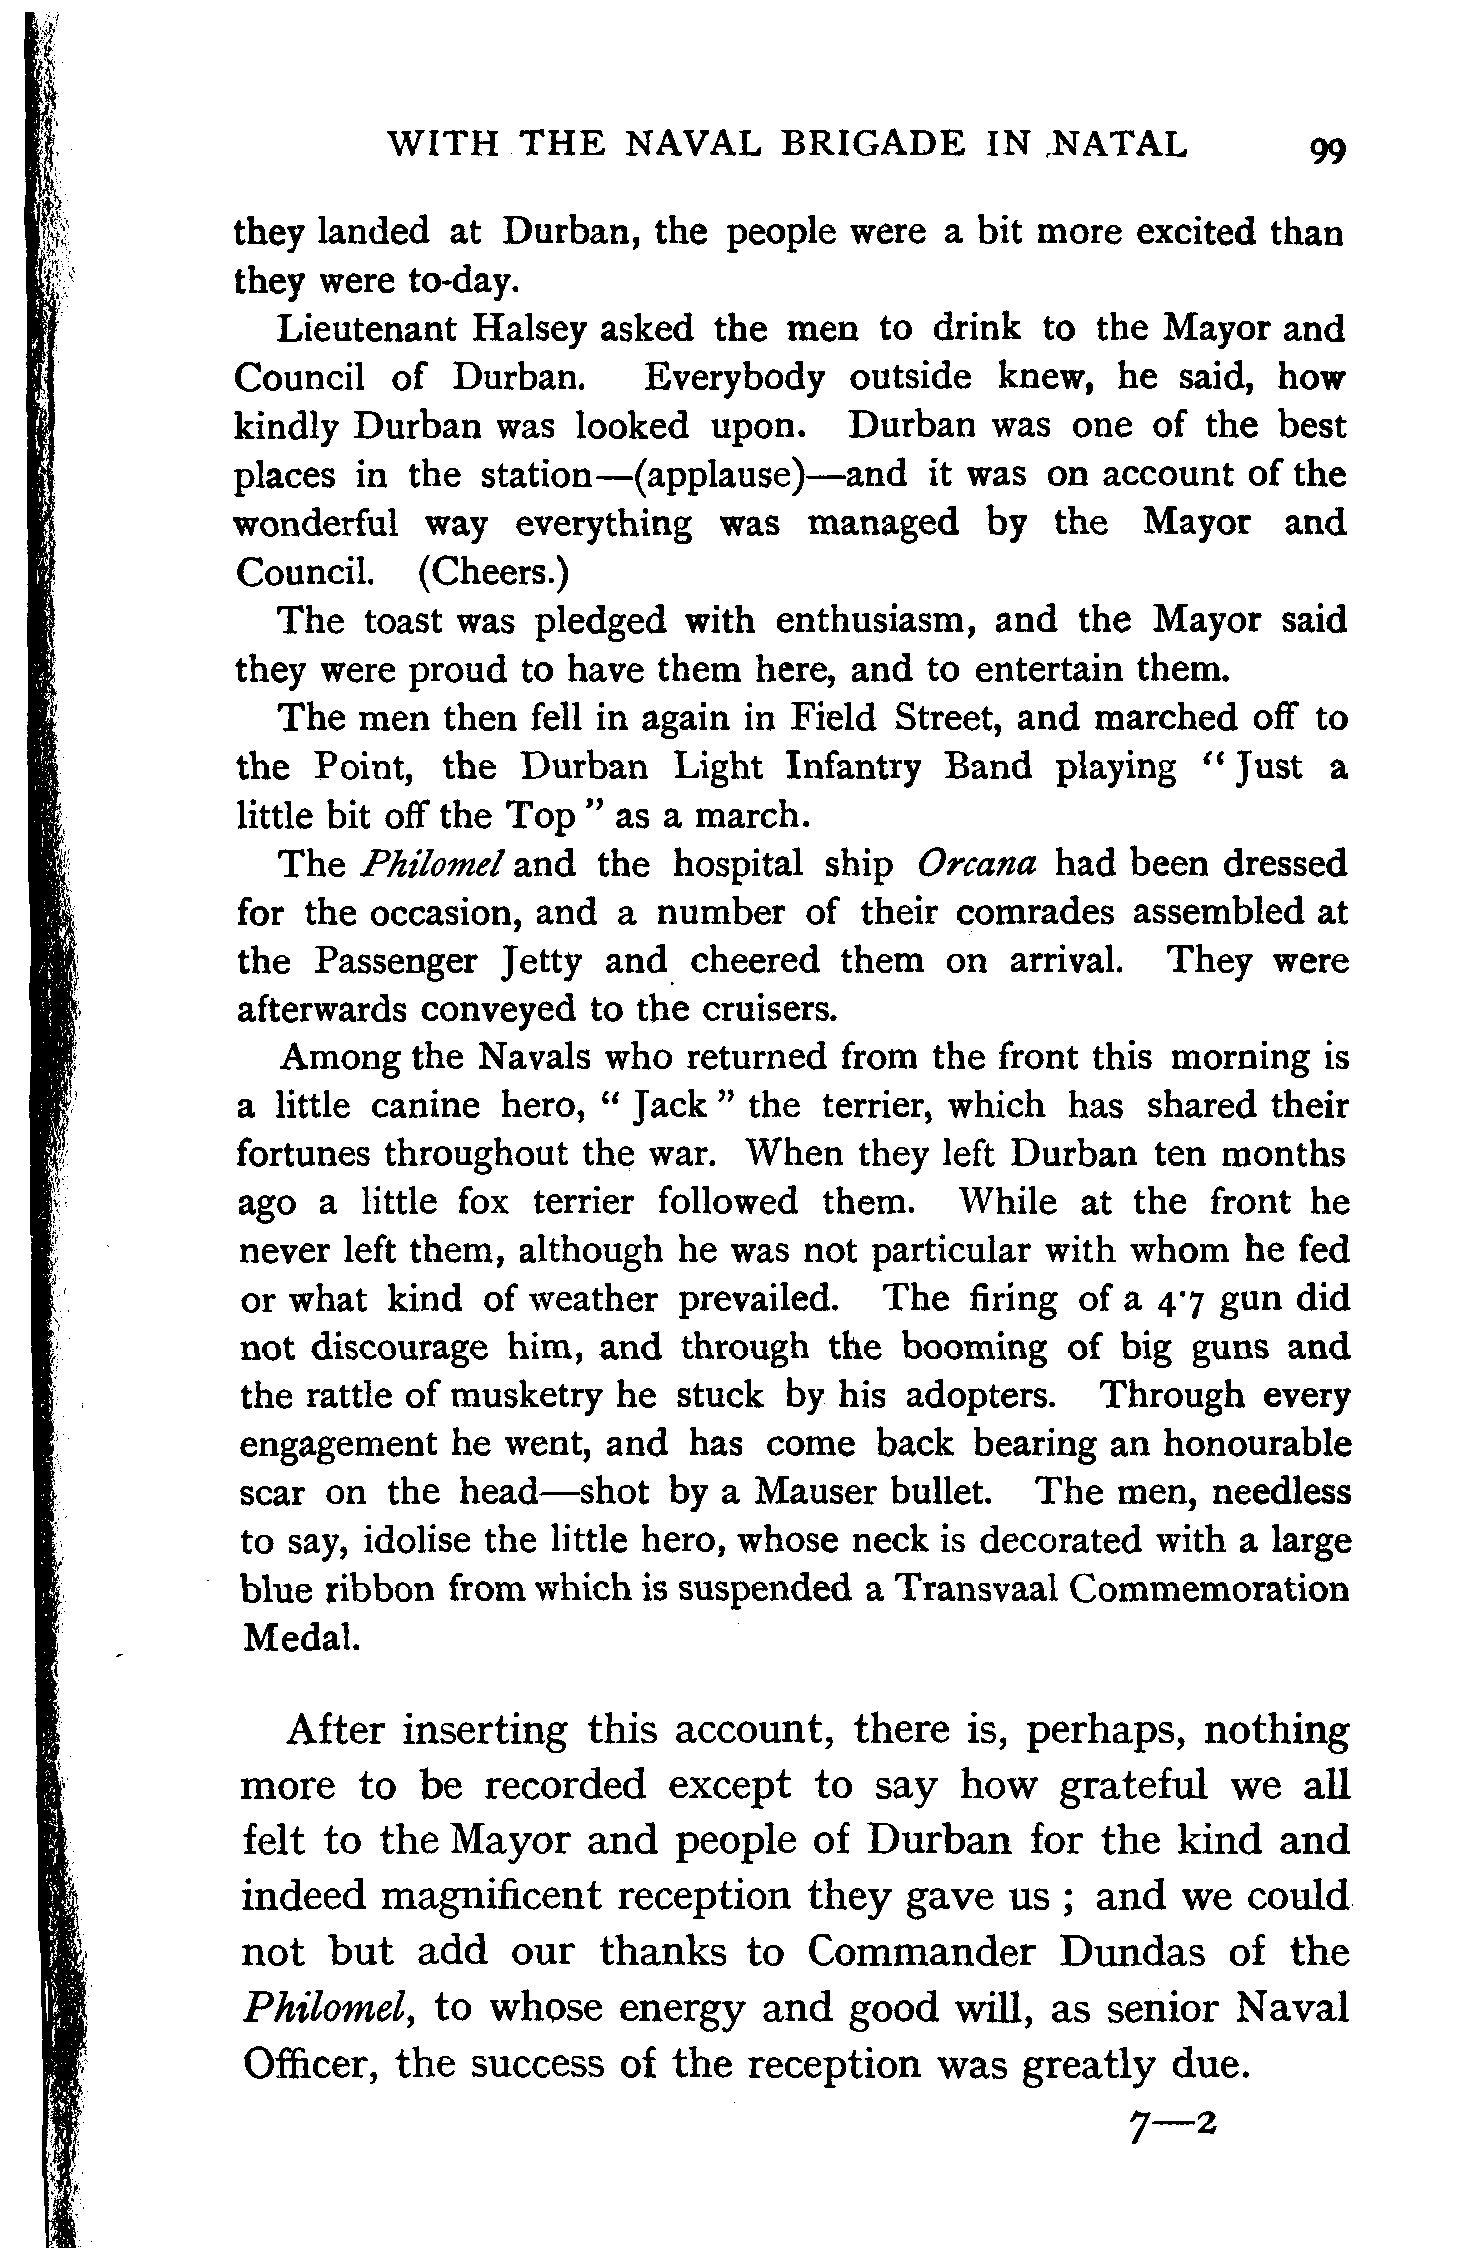 WITH THE NAVAL BRIGADE IN NATAL 99
they landed at Durban, the people were a bit more excited than
they were to-day.
Lieutenant Halsey asked the men to drink to the Mayor and
Council of Durban. Everybody outside knew, he said, how
kindly Durban was looked upon. Durban was one of the best
places in the station—(applause)—and it was on account of the
wonderful way everything was managed by the Mayor and
Council. (Cheers.)
The toast was pledged with enthusiasm, and the Mayor said
they were proud to have them here, and to entertain them.
The men then fell in again in Field Street, and marched off to
the Point, the Durban Light Infantry Band playing “ Just a
little bit off the Top ” as a march.
The Philomel and the hospital ship Orcana had been dressed
for the occasion, and a number of their comrades assembled at
the Passenger Jetty and cheered them on arrival. They were
afterwards conveyed to the cruisers.
Among the Navals who returned from the front this morning is
a little canine hero, “ Jack ” the terrier, which has shared their
fortunes throughout the war. When they left Durban ten months
ago a little fox terrier followed them. While at the front he
never left them, although he was not particular with whom he fed
or what kind of weather prevailed. The firing of a 4·7 gun did
not discourage him, and through the booming of big guns and
the rattle of musketry he stuck by his adopters. Through every
engagement he went, and has come back bearing an honourable
scar on the head—shot by a Mauser bullet. The men, needless
to say, idolise the little hero, whose neck is decorated with a large
blue ribbon from which is suspended a Transvaal Commemoration
Medal.
After inserting this account, there is, perhaps, nothing
more to be recorded except to say how grateful we all
felt to the Mayor and people of Durban for the kind and
indeed magnificent reception they gave us ; and we could
not but add our thanks to Commander Dundas of the
Philomel, to whose energy and good will, as senior Naval
Officer, the success of the reception was greatly due.
7—2